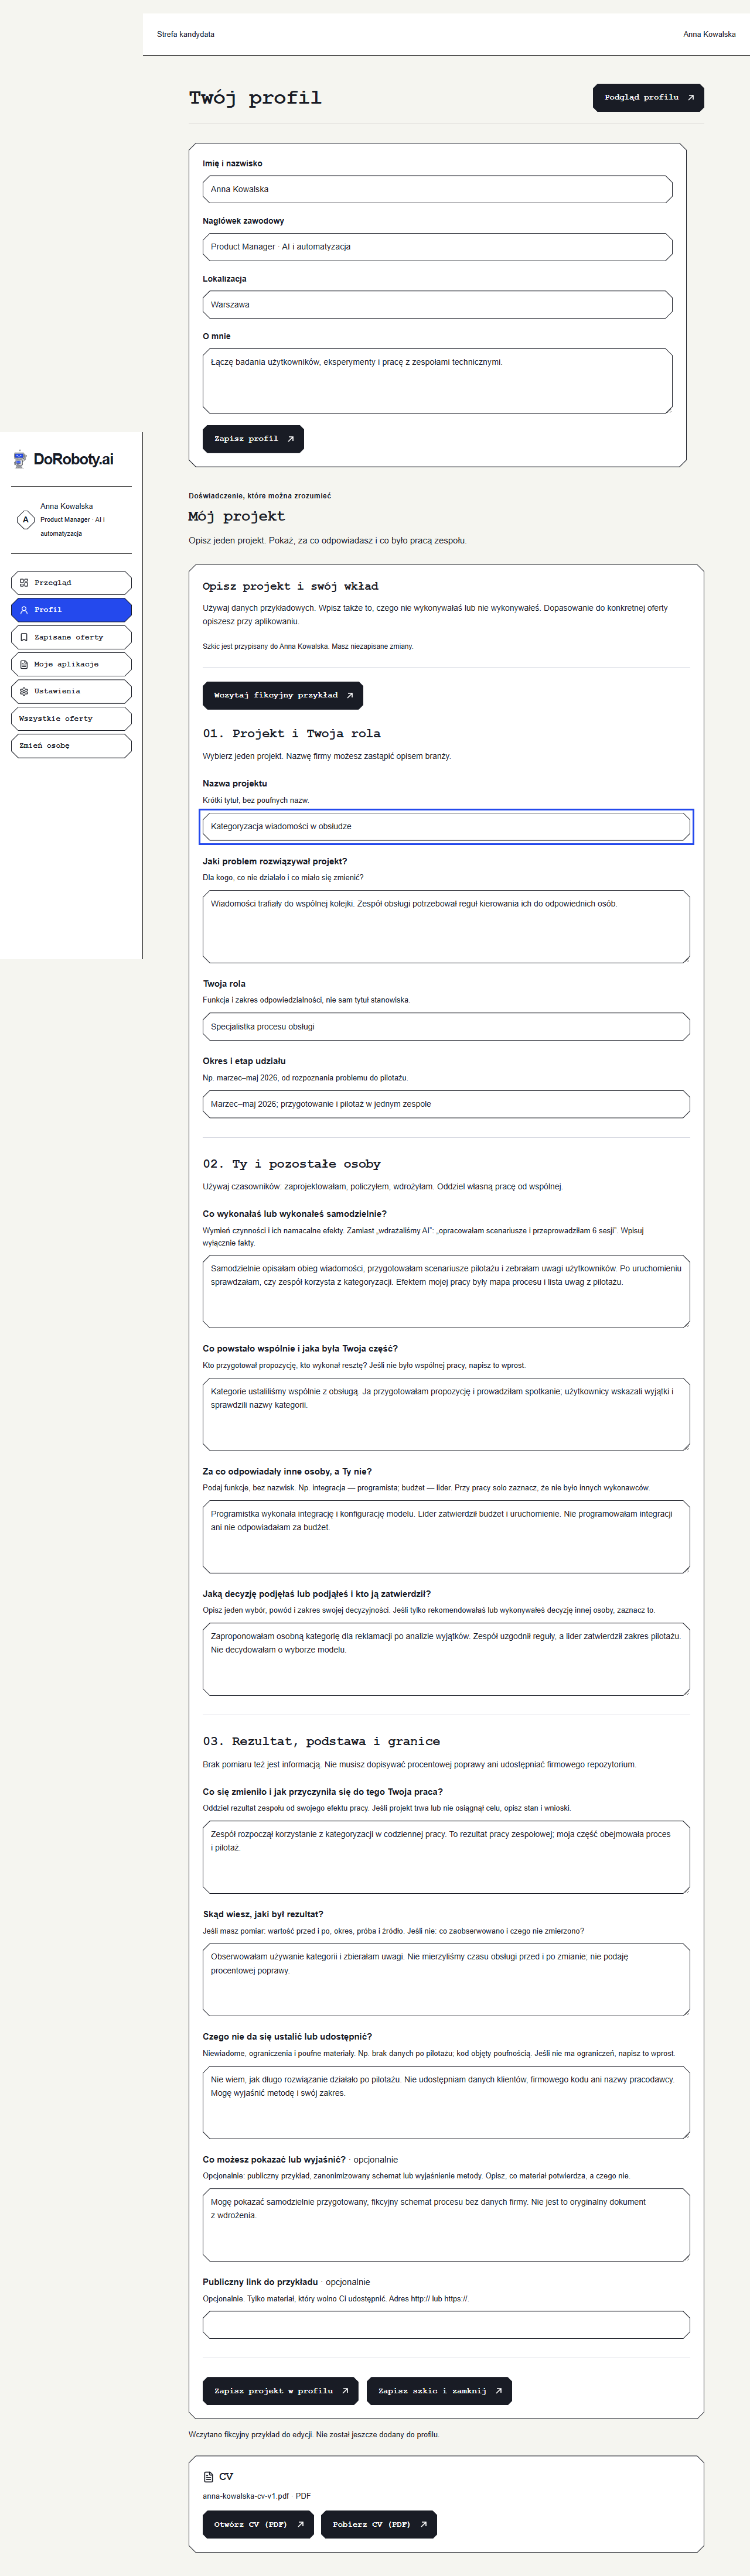 Strefa kandydata
Anna Kowalska
Twój profil
Podgląd profilu
Imię i nazwisko
Anna Kowalska
Nagłówek zawodowy
Product Manager · AI i automatyzacja
Lokalizacja
Warszawa
O mnie
Łączę badania użytkowników, eksperymenty i pracę z zespołami technicznymi.
Zapisz profil
DoRoboty.ai
A
Anna Kowalska
Product Manager · AI i
automatyzacja
Przegląd
Profil
Zapisane oferty
Moje aplikacje
Ustawienia
Wszystkie oferty
Zmień osobę
Doświadczenie, które można zrozumieć
Mój projekt
Opisz jeden projekt. Pokaż, za co odpowiadasz i co było pracą zespołu.
Opisz projekt i swój wkład
Używaj danych przykładowych. Wpisz także to, czego nie wykonywałaś lub nie wykonywałeś. Dopasowanie do konkretnej oferty
opiszesz przy aplikowaniu.
Szkic jest przypisany do Anna Kowalska. Masz niezapisane zmiany.
Wczytaj fikcyjny przykład
01. Projekt i Twoja rola
Wybierz jeden projekt. Nazwę firmy możesz zastąpić opisem branży.
Nazwa projektu
Krótki tytuł, bez poufnych nazw.
Kategoryzacja wiadomości w obsłudze
Jaki problem rozwiązywał projekt?
Dla kogo, co nie działało i co miało się zmienić?
Wiadomości trafiały do wspólnej kolejki. Zespół obsługi potrzebował reguł kierowania ich do odpowiednich osób.
Twoja rola
Funkcja i zakres odpowiedzialności, nie sam tytuł stanowiska.
Specjalistka procesu obsługi
Okres i etap udziału
Np. marzec–maj 2026, od rozpoznania problemu do pilotażu.
Marzec–maj 2026; przygotowanie i pilotaż w jednym zespole
02. Ty i pozostałe osoby
Używaj czasowników: zaprojektowałam, policzyłem, wdrożyłam. Oddziel własną pracę od wspólnej.
Co wykonałaś lub wykonałeś samodzielnie?
Wymień czynności i ich namacalne efekty. Zamiast „wdrażaliśmy AI”: „opracowałam scenariusze i przeprowadziłam 6 sesji”. Wpisuj
wyłącznie fakty.
Samodzielnie opisałam obieg wiadomości, przygotowałam scenariusze pilotażu i zebrałam uwagi użytkowników. Po uruchomieniu
sprawdzałam, czy zespół korzysta z kategoryzacji. Efektem mojej pracy były mapa procesu i lista uwag z pilotażu.
Co powstało wspólnie i jaka była Twoja część?
Kto przygotował propozycję, kto wykonał resztę? Jeśli nie było wspólnej pracy, napisz to wprost.
Kategorie ustaliliśmy wspólnie z obsługą. Ja przygotowałam propozycję i prowadziłam spotkanie; użytkownicy wskazali wyjątki i
sprawdzili nazwy kategorii.
Za co odpowiadały inne osoby, a Ty nie?
Podaj funkcje, bez nazwisk. Np. integracja — programista; budżet — lider. Przy pracy solo zaznacz, że nie było innych wykonawców.
Programistka wykonała integrację i konfigurację modelu. Lider zatwierdził budżet i uruchomienie. Nie programowałam integracji
ani nie odpowiadałam za budżet.
Jaką decyzję podjęłaś lub podjąłeś i kto ją zatwierdził?
Opisz jeden wybór, powód i zakres swojej decyzyjności. Jeśli tylko rekomendowałaś lub wykonywałeś decyzję innej osoby, zaznacz to.
Zaproponowałam osobną kategorię dla reklamacji po analizie wyjątków. Zespół uzgodnił reguły, a lider zatwierdził zakres pilotażu.
Nie decydowałam o wyborze modelu.
03. Rezultat, podstawa i granice
Brak pomiaru też jest informacją. Nie musisz dopisywać procentowej poprawy ani udostępniać firmowego repozytorium.
Co się zmieniło i jak przyczyniła się do tego Twoja praca?
Oddziel rezultat zespołu od swojego efektu pracy. Jeśli projekt trwa lub nie osiągnął celu, opisz stan i wnioski.
Zespół rozpoczął korzystanie z kategoryzacji w codziennej pracy. To rezultat pracy zespołowej; moja część obejmowała proces
i pilotaż.
Skąd wiesz, jaki był rezultat?
Jeśli masz pomiar: wartość przed i po, okres, próba i źródło. Jeśli nie: co zaobserwowano i czego nie zmierzono?
Obserwowałam używanie kategorii i zbierałam uwagi. Nie mierzyliśmy czasu obsługi przed i po zmianie; nie podaję
procentowej poprawy.
Czego nie da się ustalić lub udostępnić?
Niewiadome, ograniczenia i poufne materiały. Np. brak danych po pilotażu; kod objęty poufnością. Jeśli nie ma ograniczeń, napisz to wprost.
Nie wiem, jak długo rozwiązanie działało po pilotażu. Nie udostępniam danych klientów, firmowego kodu ani nazwy pracodawcy.
Mogę wyjaśnić metodę i swój zakres.
Co możesz pokazać lub wyjaśnić? · opcjonalnie
Opcjonalnie: publiczny przykład, zanonimizowany schemat lub wyjaśnienie metody. Opisz, co materiał potwierdza, a czego nie.
Mogę pokazać samodzielnie przygotowany, fikcyjny schemat procesu bez danych firmy. Nie jest to oryginalny dokument
z wdrożenia.
Publiczny link do przykładu · opcjonalnie
Opcjonalnie. Tylko materiał, który wolno Ci udostępnić. Adres http:// lub https://.
Zapisz projekt w profilu
Zapisz szkic i zamknij
Wczytano fikcyjny przykład do edycji. Nie został jeszcze dodany do profilu.
CV
anna-kowalska-cv-v1.pdf · PDF
Otwórz CV (PDF)
Pobierz CV (PDF)